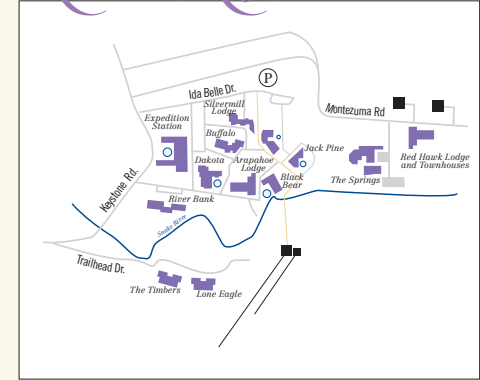 P
Ida Belle Dr.
Silvermill
Lodge
Montezuma Rd
Expedition
Station
Buffalo
Jack Pine
Dakota
Arapahoe
Lodge
Red Hawk Lodge
and Townhouses
Black
Bear
The Springs
Keystone Rd.
River Bank
Snake River
Trailhead Dr.
The Timbers
Lone Eagle